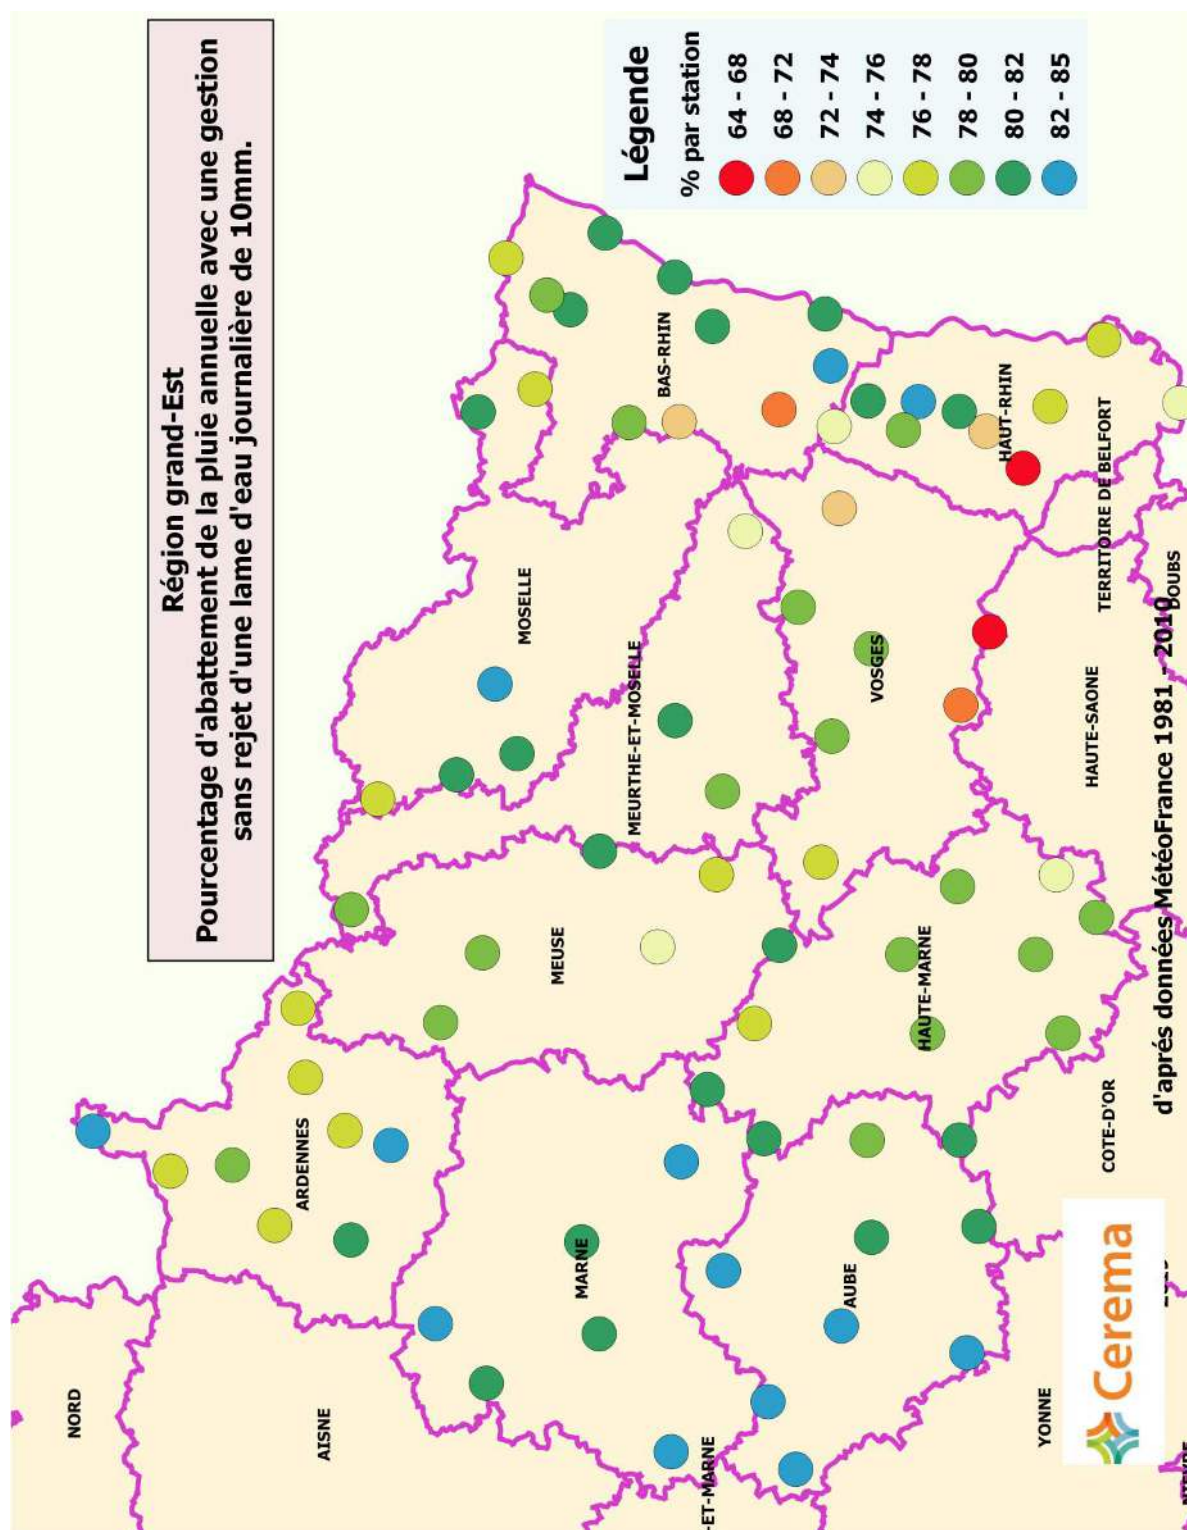 Région grand-Est
Pourcentage d'abattement de la pluie annuelle avec une gestion
sans rejet d'une lame d'eau journalière de 10mm.
Légende
% par station
64 - 68
68 - 72
72 - 74
74 - 76
76 - 78
78 - 80
80 - 82
82 - 85
NORD
AISNE
ARDENNES
MARNE
-ET-MARNE
AUBE
YONNE
MEUSE
HAUTE-MARNE
COTE-D'OR
MOSELLE
MEURTHE-ET-MOSELLE
VOSGES
HAUTE-SAONE
BAS-RHIN
HAUT-RHIN
TERRITOIRE DE BELFORT
DOUBS
d'aprés données MétéoFrance 1981 - 2010
Cerema